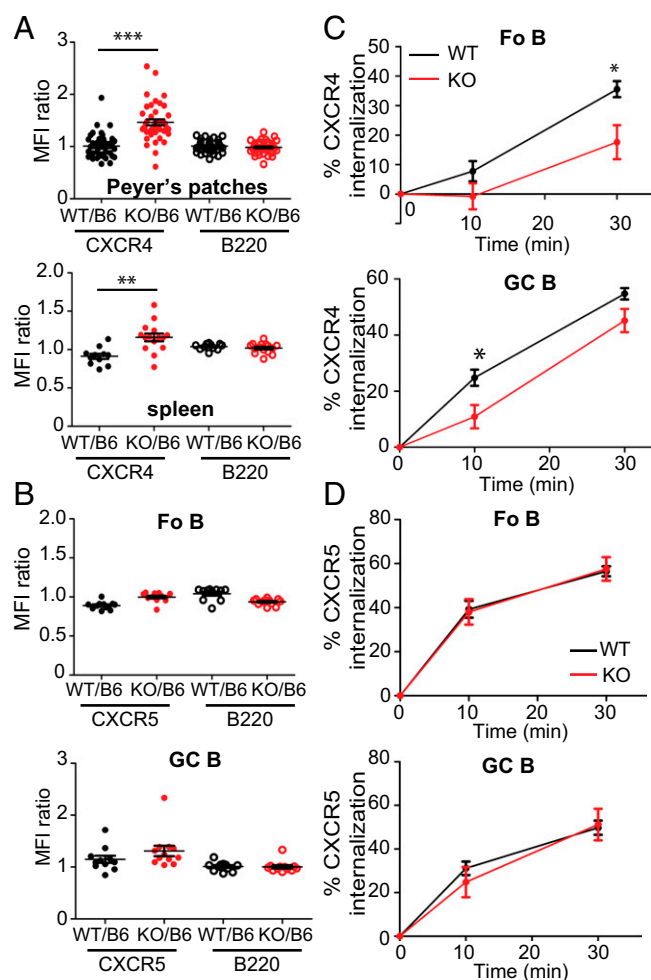 A
***
MFI ratio
3
2
1
0
Peyer's patches
WT/B6 KO/B6 WT/B6 KO/B6
CXCR4 B220
**
MFI ratio
2.0
1.5
1.0
0.5
0.0
spleen
WT/B6 KO/B6 WT/B6 KO/B6
CXCR4 B220
B
Fo B
MFI ratio
2.0
1.5
1.0
0.5
0.0
WT/B6 KO/B6 WT/B6 KO/B6
CXCR5 B220
GC B
MFI ratio
3
2
1
0
WT/B6 KO/B6 WT/B6 KO/B6
CXCR5 B220
C
Fo B
WT
KO
*
% CXCR4
internalization
50
40
30
20
10
0
0 10 20 30
Time (min)
GC B
*
% CXCR4
internalization
60
40
20
0
0 10 20 30
Time (min)
D
Fo B
% CXCR5
internalization
80
60
40
20
0
WT
KO
0 10 20 30
Time (min)
GC B
% CXCR5
internalization
80
60
40
20
0
0 10 20 30
Time (min)